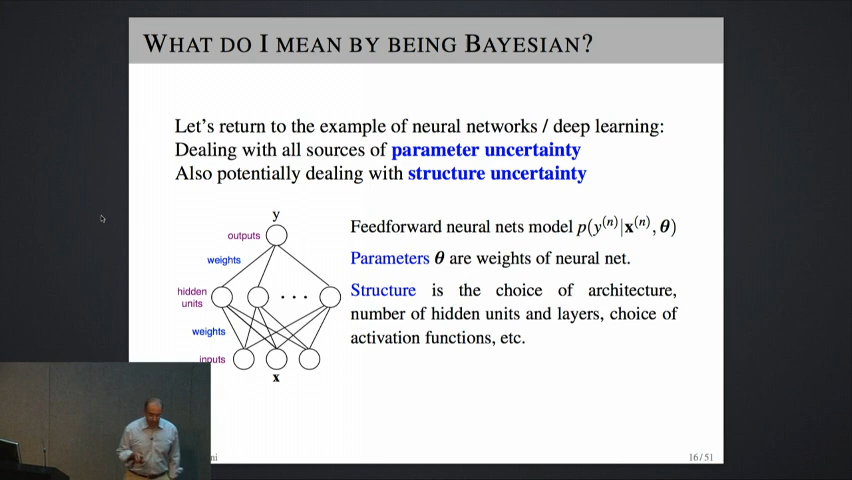 WHAT DO I MEAN BY BEING BAYESIAN?
Let's return to the example of neural networks / deep learning:
Dealing with all sources of parameter uncertainty
Also potentially dealing with structure uncertainty
y
outputs
weights
hidden
units
. . .
weights
inputs
x
Feedforward neural nets model p(y⁽ⁿ⁾|x⁽ⁿ⁾, θ)
Parameters θ are weights of neural net.
Structure is the choice of architecture,
number of hidden units and layers, choice of
activation functions, etc.
ni
16 / 51